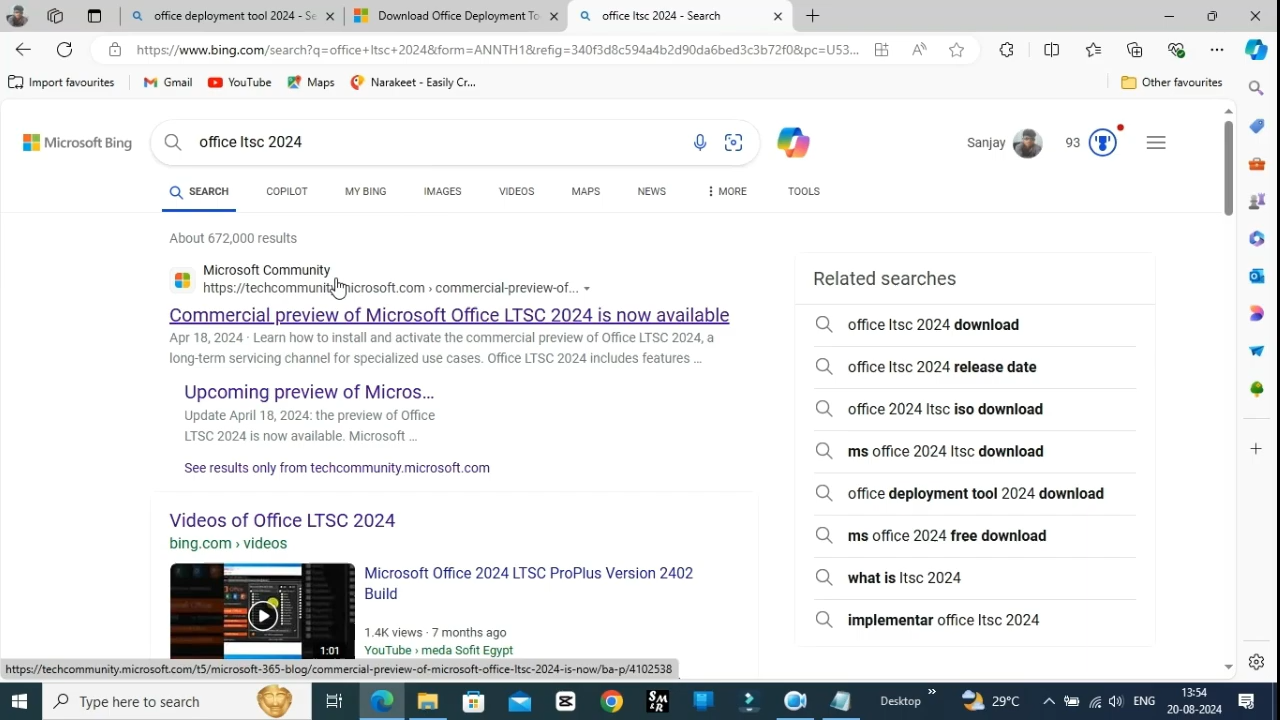 office ltsc 2024 - Se
Microsoft Office Deployment To
office ltsc 2024 - Search
https://www.bing.com/search?q=office+ltsc+2024&form=ANNTH1&refig=340f3d8c594a4b2d90da6bed3c3b72f0&pc=U53...
Import favourites
Gmail
YouTube
Maps
Narakeet - Easily Cr...
Other favourites
Microsoft Bing
office ltsc 2024
Sanjay
93
SEARCH
COPILOT
MY BING
IMAGES
VIDEOS
MAPS
NEWS
MORE
TOOLS
About 672,000 results
Microsoft Community
https://techcommunity.microsoft.com › commercial-preview-of...
Commercial preview of Microsoft Office LTSC 2024 is now available
Apr 18, 2024 · Learn how to install and activate the commercial preview of Office LTSC 2024, a
long-term servicing channel for specialized use cases. Office LTSC 2024 includes features ...
Upcoming preview of Micros...
Update April 18, 2024: the preview of Office
LTSC 2024 is now available. Microsoft ...
See results only from techcommunity.microsoft.com
Videos of Office LTSC 2024
bing.com › videos
1:01
Microsoft Office 2024 LTSC ProPlus Version 2402
Build
1.4K views · 7 months ago
YouTube › meda Sofit Egypt
Related searches
office ltsc 2024 download
office ltsc 2024 release date
office 2024 ltsc iso download
ms office 2024 ltsc download
office deployment tool 2024 download
ms office 2024 free download
what is ltsc 2024
implementar office ltsc 2024
https://techcommunity.microsoft.com/t5/microsoft-365-blog/commercial-preview-of-microsoft-office-ltsc-2024-is-now/ba-p/4102538
Type here to search
Desktop
29°C
ENG
13:54
20-08-2024